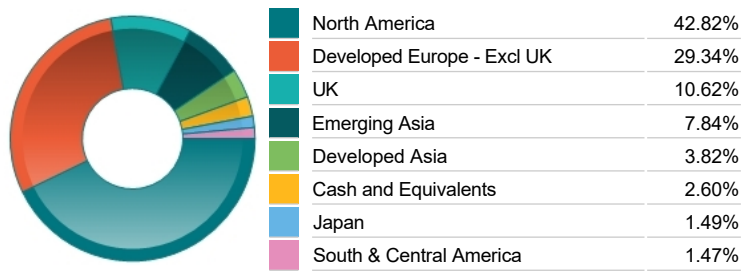 North America 42.82%
Developed Europe - Excl UK 29.34%
UK 10.62%
Emerging Asia 7.84%
Developed Asia 3.82%
Cash and Equivalents 2.60%
Japan 1.49%
South & Central America 1.47%